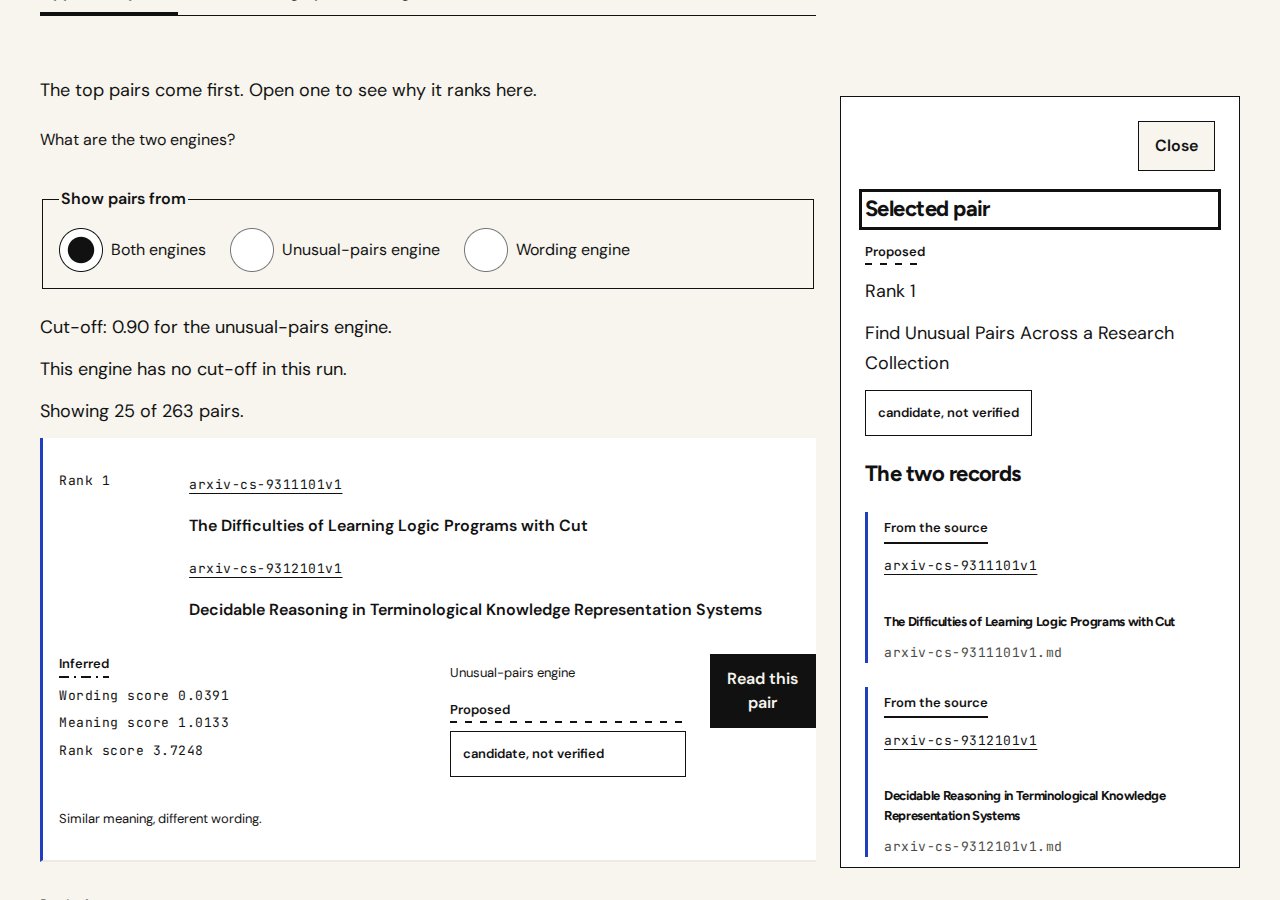 The top pairs come first. Open one to see why it ranks here.
What are the two engines?
Show pairs from
Both engines
Unusual-pairs engine
Wording engine
Cut-off: 0.90 for the unusual-pairs engine.
This engine has no cut-off in this run.
Showing 25 of 263 pairs.
Rank 1
arxiv-cs-9311101v1
The Difficulties of Learning Logic Programs with Cut
arxiv-cs-9312101v1
Decidable Reasoning in Terminological Knowledge Representation Systems
Inferred
Wording score 0.0391
Meaning score 1.0133
Rank score 3.7248
Unusual-pairs engine
Proposed
candidate, not verified
Read this
pair
Similar meaning, different wording.
Close
Selected pair
Proposed
Rank 1
Find Unusual Pairs Across a Research
Collection
candidate, not verified
The two records
From the source
arxiv-cs-9311101v1
The Difficulties of Learning Logic Programs with Cut
arxiv-cs-9311101v1.md
From the source
arxiv-cs-9312101v1
Decidable Reasoning in Terminological Knowledge
Representation Systems
arxiv-cs-9312101v1.md